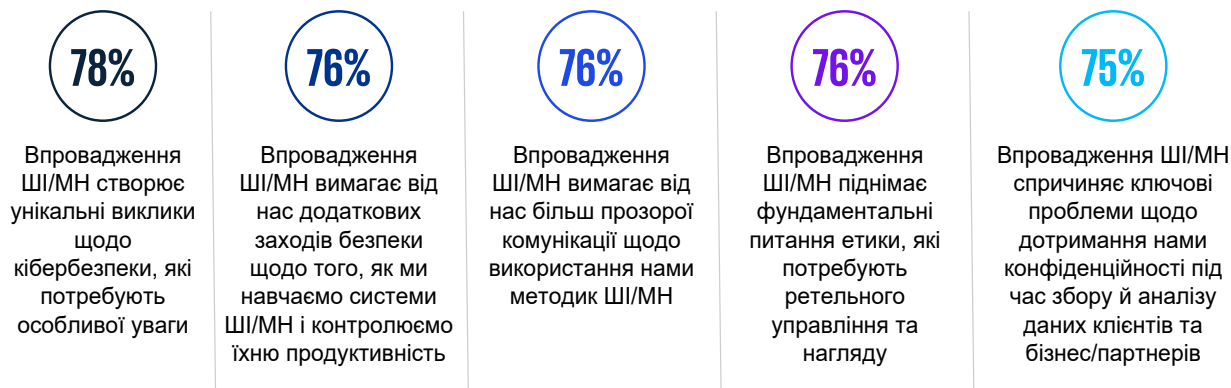 78%
Впровадження
ШІ/МН створює
унікальні виклики
щодо
кібербезпеки, які
потребують
особливої уваги
76%
Впровадження
ШІ/МН вимагає від
нас додаткових
заходів безпеки
щодо того, як ми
навчаємо системи
ШІ/МН і контролюємо
їхню продуктивність
76%
Впровадження
ШІ/МН вимагає від
нас більш прозорої
комунікації щодо
використання нами
методик ШІ/МН
76%
Впровадження
ШІ/МН піднімає
фундаментальні
питання етики, які
потребують
ретельного
управління та
нагляду
75%
Впровадження ШІ/МН
спричиняє ключові
проблеми щодо
дотримання нами
конфіденційності під
час збору й аналізу
даних клієнтів та
бізнес/партнерів